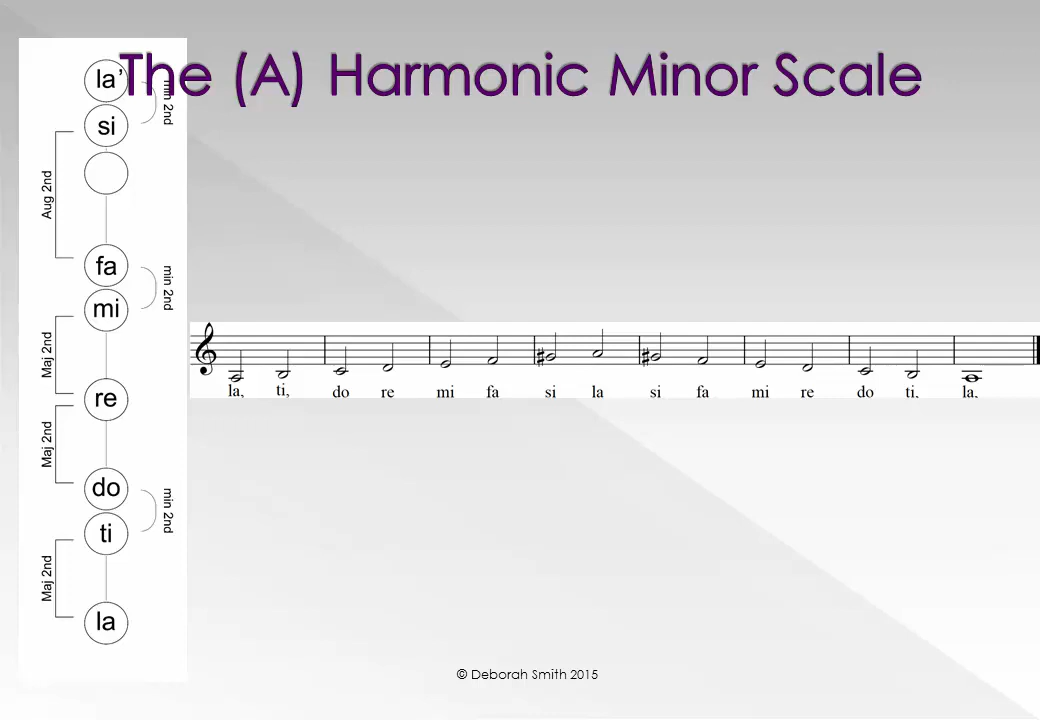 The (A) Harmonic Minor Scale
la’
min 2nd
si
Aug 2nd
fa
min 2nd
mi
Maj 2nd
re
Maj 2nd
do
min 2nd
ti
Maj 2nd
la
la, ti, do re mi fa si la si fa mi re do ti, la,
© Deborah Smith 2015